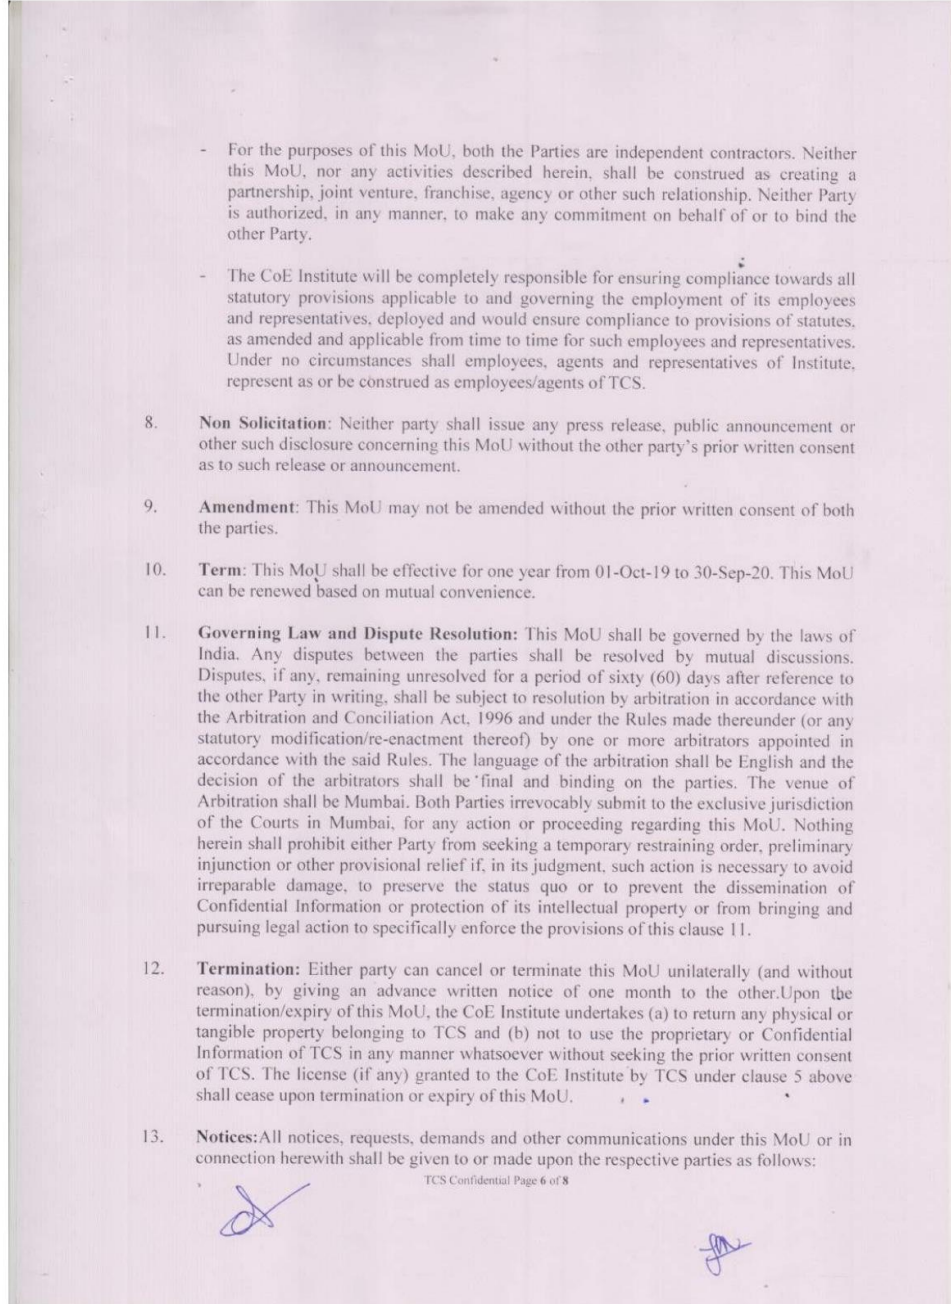 - For the purposes of this MoU, both the Parties are independent contractors. Neither
this MoU, nor any activities described herein, shall be construed as creating a
partnership, joint venture, franchise, agency or other such relationship. Neither Party
is authorized, in any manner, to make any commitment on behalf of or to bind the
other Party.
- The CoE Institute will be completely responsible for ensuring compliance towards all
statutory provisions applicable to and governing the employment of its employees
and representatives, deployed and would ensure compliance to provisions of statutes,
as amended and applicable from time to time for such employees and representatives.
Under no circumstances shall employees, agents and representatives of Institute,
represent as or be construed as employees/agents of TCS.
8. Non Solicitation: Neither party shall issue any press release, public announcement or
other such disclosure concerning this MoU without the other party's prior written consent
as to such release or announcement.
9. Amendment: This MoU may not be amended without the prior written consent of both
the parties.
10. Term: This MoU shall be effective for one year from 01-Oct-19 to 30-Sep-20. This MoU
can be renewed based on mutual convenience.
11. Governing Law and Dispute Resolution: This MoU shall be governed by the laws of
India. Any disputes between the parties shall be resolved by mutual discussions.
Disputes, if any, remaining unresolved for a period of sixty (60) days after reference to
the other Party in writing, shall be subject to resolution by arbitration in accordance with
the Arbitration and Conciliation Act, 1996 and under the Rules made thereunder (or any
statutory modification/re-enactment thereof) by one or more arbitrators appointed in
accordance with the said Rules. The language of the arbitration shall be English and the
decision of the arbitrators shall be final and binding on the parties. The venue of
Arbitration shall be Mumbai. Both Parties irrevocably submit to the exclusive jurisdiction
of the Courts in Mumbai, for any action or proceeding regarding this MoU. Nothing
herein shall prohibit either Party from seeking a temporary restraining order, preliminary
injunction or other provisional relief if, in its judgment, such action is necessary to avoid
irreparable damage, to preserve the status quo or to prevent the dissemination of
Confidential Information or protection of its intellectual property or from bringing and
pursuing legal action to specifically enforce the provisions of this clause 11.
12. Termination: Either party can cancel or terminate this MoU unilaterally (and without
reason), by giving an advance written notice of one month to the other.Upon the
termination/expiry of this MoU, the CoE Institute undertakes (a) to return any physical or
tangible property belonging to TCS and (b) not to use the proprietary or Confidential
Information of TCS in any manner whatsoever without seeking the prior written consent
of TCS. The license (if any) granted to the CoE Institute by TCS under clause 5 above
shall cease upon termination or expiry of this MoU.
13. Notices:All notices, requests, demands and other communications under this MoU or in
connection herewith shall be given to or made upon the respective parties as follows:
TCS Confidential Page 6 of 8